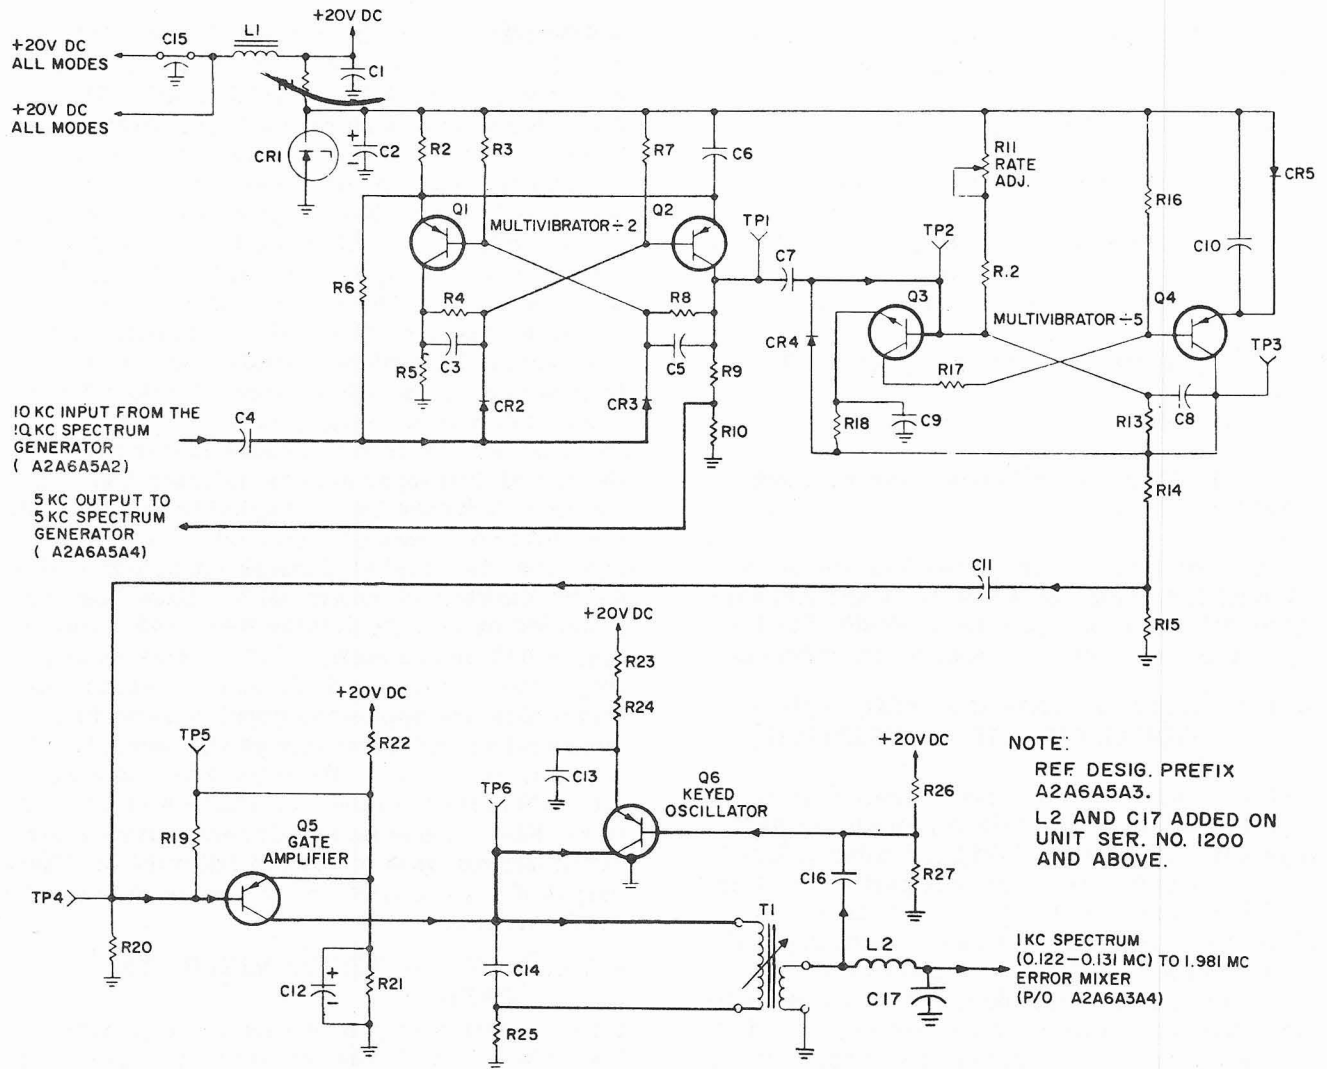 +20V DC
+20V DC
ALL MODES
C15
L1
C1
+20V DC
ALL MODES
CR1
C2
R2
R3
R7
C6
R11
RATE
ADJ.
CR5
R16
Q1
MULTIVIBRATOR ÷ 2
Q2
TP1
TP2
C10
C7
R6
R4
R8
R.2
Q3
MULTIVIBRATOR ÷ 5
Q4
TP3
CR4
R5
C3
C5
R9
R17
CR2
CR3
R10
R18
C9
R13
C8
10 KC INPUT FROM THE
10 KC SPECTRUM
GENERATOR
( A2A6A5A2)
C4
R14
5 KC OUTPUT TO
5 KC SPECTRUM
GENERATOR
( A2A6A5A4)
C11
R15
+20V DC
R23
R24
+20V DC
TP5
R22
C13
Q6
KEYED
OSCILLATOR
+20V DC
R26
NOTE:
REF. DESIG. PREFIX
A2A6A5A3.
L2 AND C17 ADDED ON
UNIT SER. NO. 1200
AND ABOVE.
TP6
R19
Q5
GATE
AMPLIFIER
C16
R27
TP4
T1
R20
C14
L2
1KC SPECTRUM
(0.122–0.131 MC) TO 1.981 MC
ERROR MIXER
(P/O A2A6A3A4)
C12
R21
C17
R25